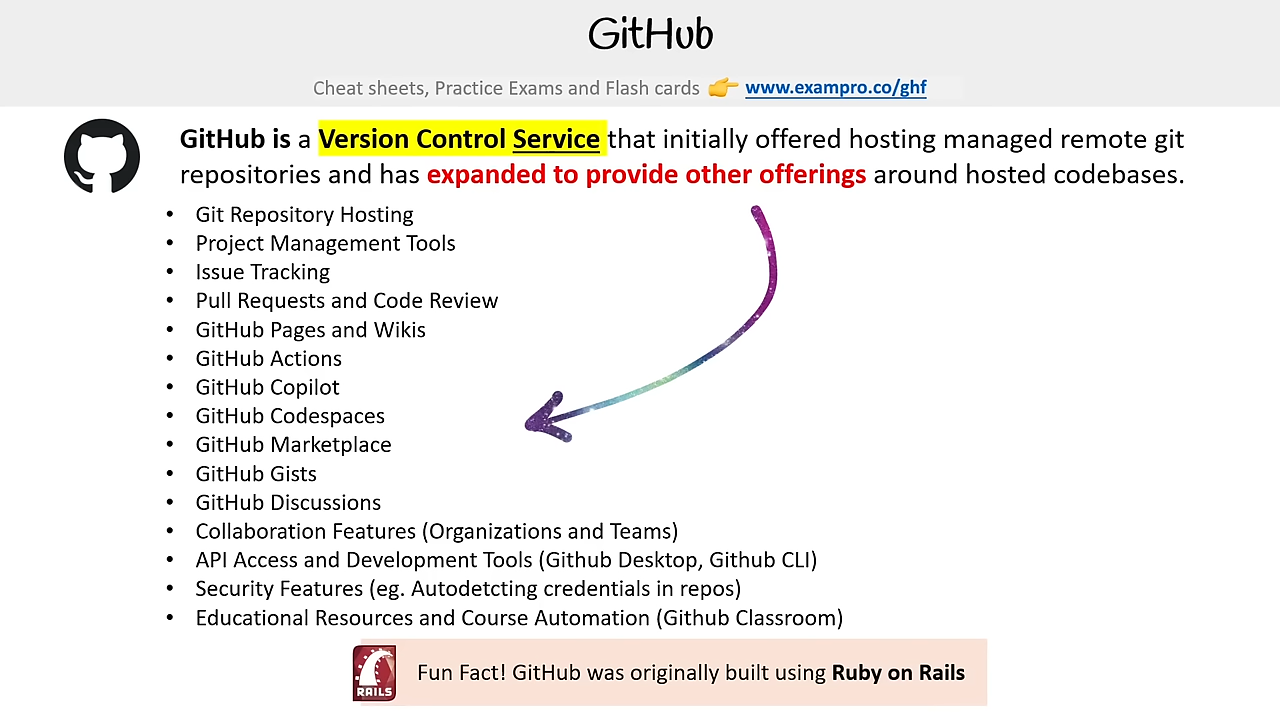 GitHub
Cheat sheets, Practice Exams and Flash cards 👉 www.exampro.co/ghf
GitHub is a Version Control Service that initially offered hosting managed remote git
repositories and has expanded to provide other offerings around hosted codebases.
• Git Repository Hosting
• Project Management Tools
• Issue Tracking
• Pull Requests and Code Review
• GitHub Pages and Wikis
• GitHub Actions
• GitHub Copilot
• GitHub Codespaces
• GitHub Marketplace
• GitHub Gists
• GitHub Discussions
• Collaboration Features (Organizations and Teams)
• API Access and Development Tools (Github Desktop, Github CLI)
• Security Features (eg. Autodetcting credentials in repos)
• Educational Resources and Course Automation (Github Classroom)
RAILS
Fun Fact! GitHub was originally built using Ruby on Rails